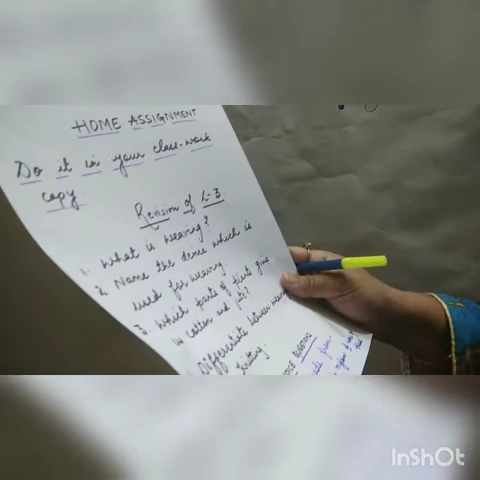 HOME ASSIGNMENT
Do it in your class-work
copy
Revision of L-3
1. What is weaving?
2. Name the device which is
used for weaving
3. Which parts of plants give
us cotton and jute?
Differentiate between weaving
knitting.
QUESTIONS
InShOt